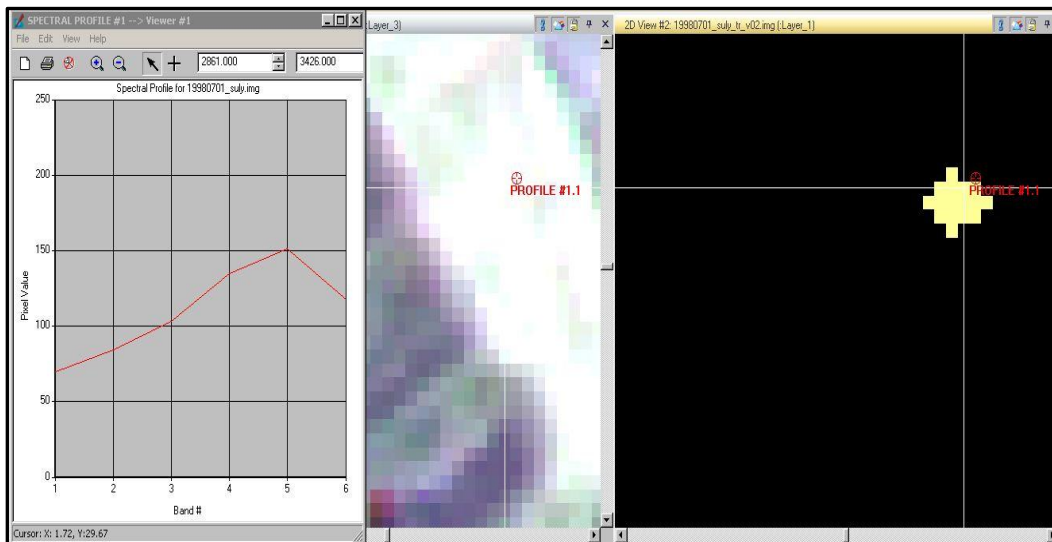 SPECTRAL PROFILE #1 --> Viewer #1
File Edit View Help
2861.000 3426.000
Spectral Profile for 19980701_suly.img
250
200
150
100
50
0
Pixel Value
1 2 3 4 5 6
Band #
Cursor: X: 1.72, Y:29.67
:Layer_3)
PROFILE #1.1
2D View #2: 19980701_suly_tr_v02.img (:Layer_1)
PROFILE #1.1